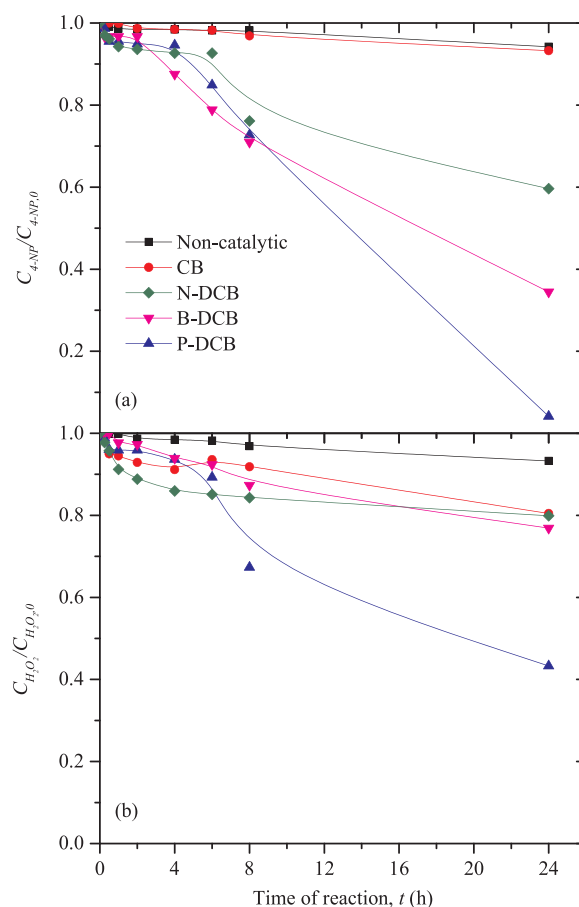 1.0
0.8
0.6
0.4
0.2
C4-NP/C4-NP,0
Non-catalytic
CB
N-DCB
B-DCB
P-DCB
(a)
1.0
0.8
0.6
0.4
0.2
0.0
CH2O2/CH2O2,0
(b)
0 4 8 12 16 20 24
Time of reaction, t (h)